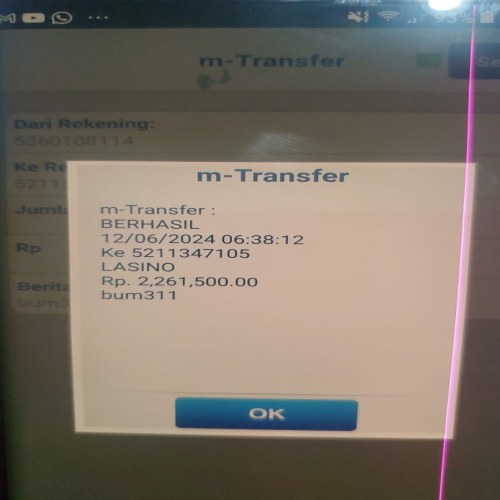 93%
m-Transfer
Se
Dari Rekening:
5360108114
Ke Re
5211
Jumla
Rp
Berita
bum3
m-Transfer
m-Transfer :
BERHASIL
12/06/2024 06:38:12
Ke 5211347105
LASINO
Rp. 2,261,500.00
bum311
OK